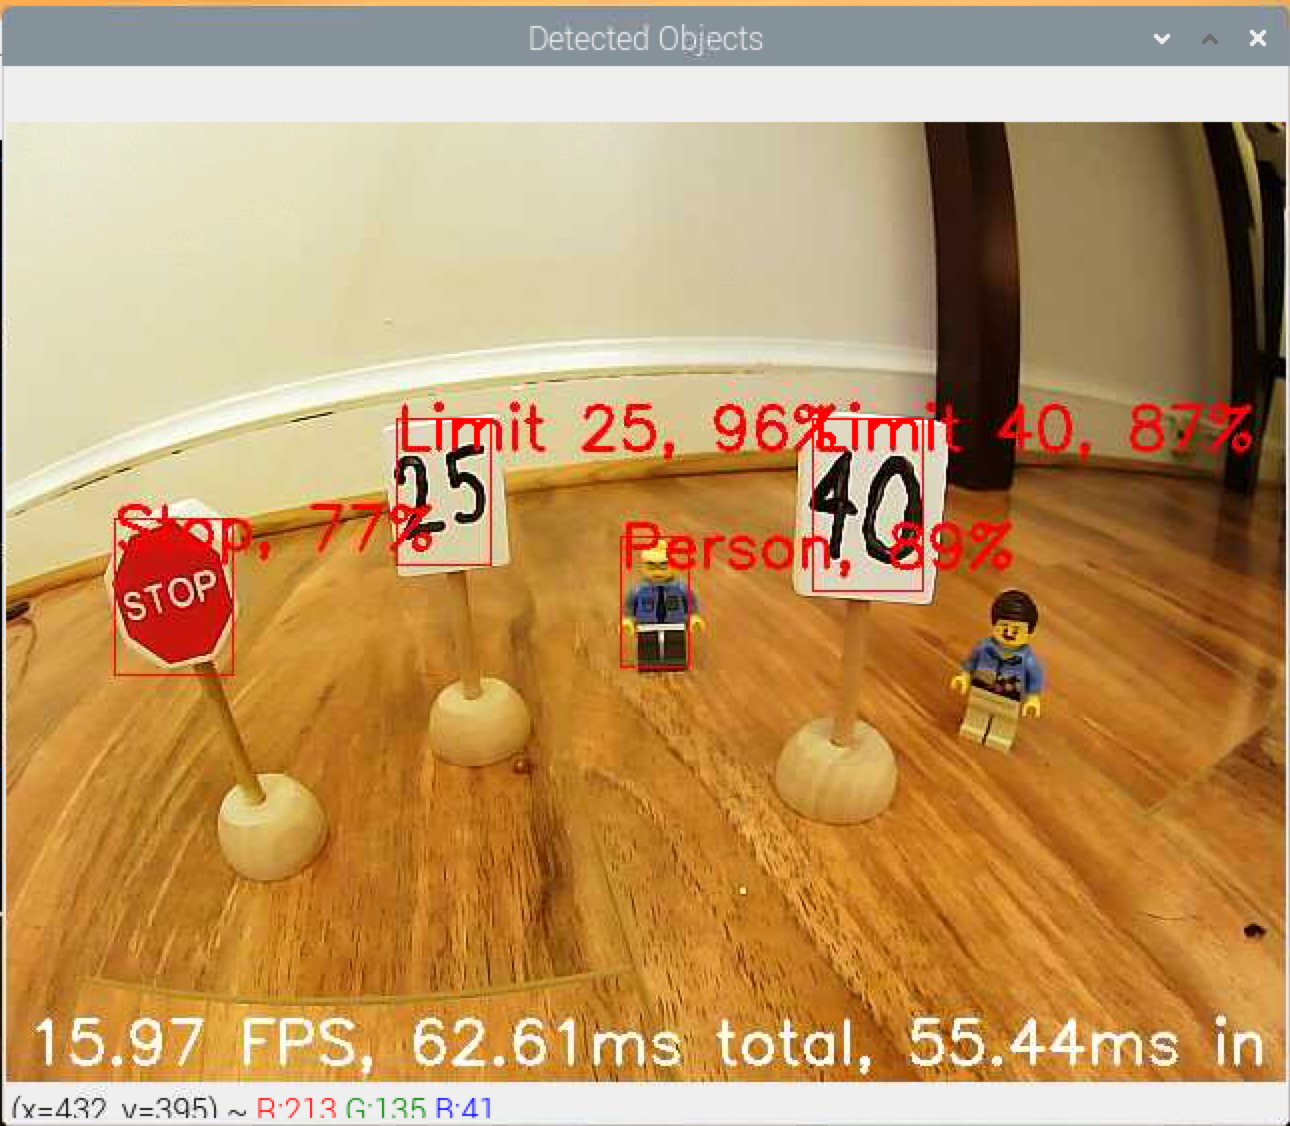 Detected Objects
Limit 25, 96%
Limit 40, 87%
25
40
Stop, 77%
Person, 89%
STOP
15.97 FPS, 62.61ms total, 55.44ms in
(x=432, y=395) ~ R:213 G:135 B:41